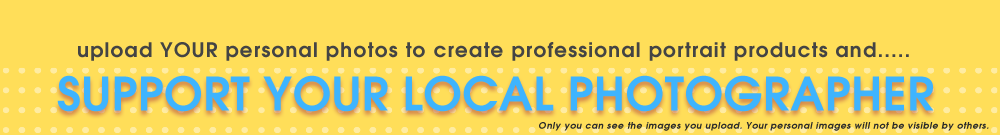 upload YOUR personal photos to create professional portrait products and.....
SUPPORT YOUR LOCAL PHOTOGRAPHER
Only you can see the images you upload. Your personal images will not be visible by others.